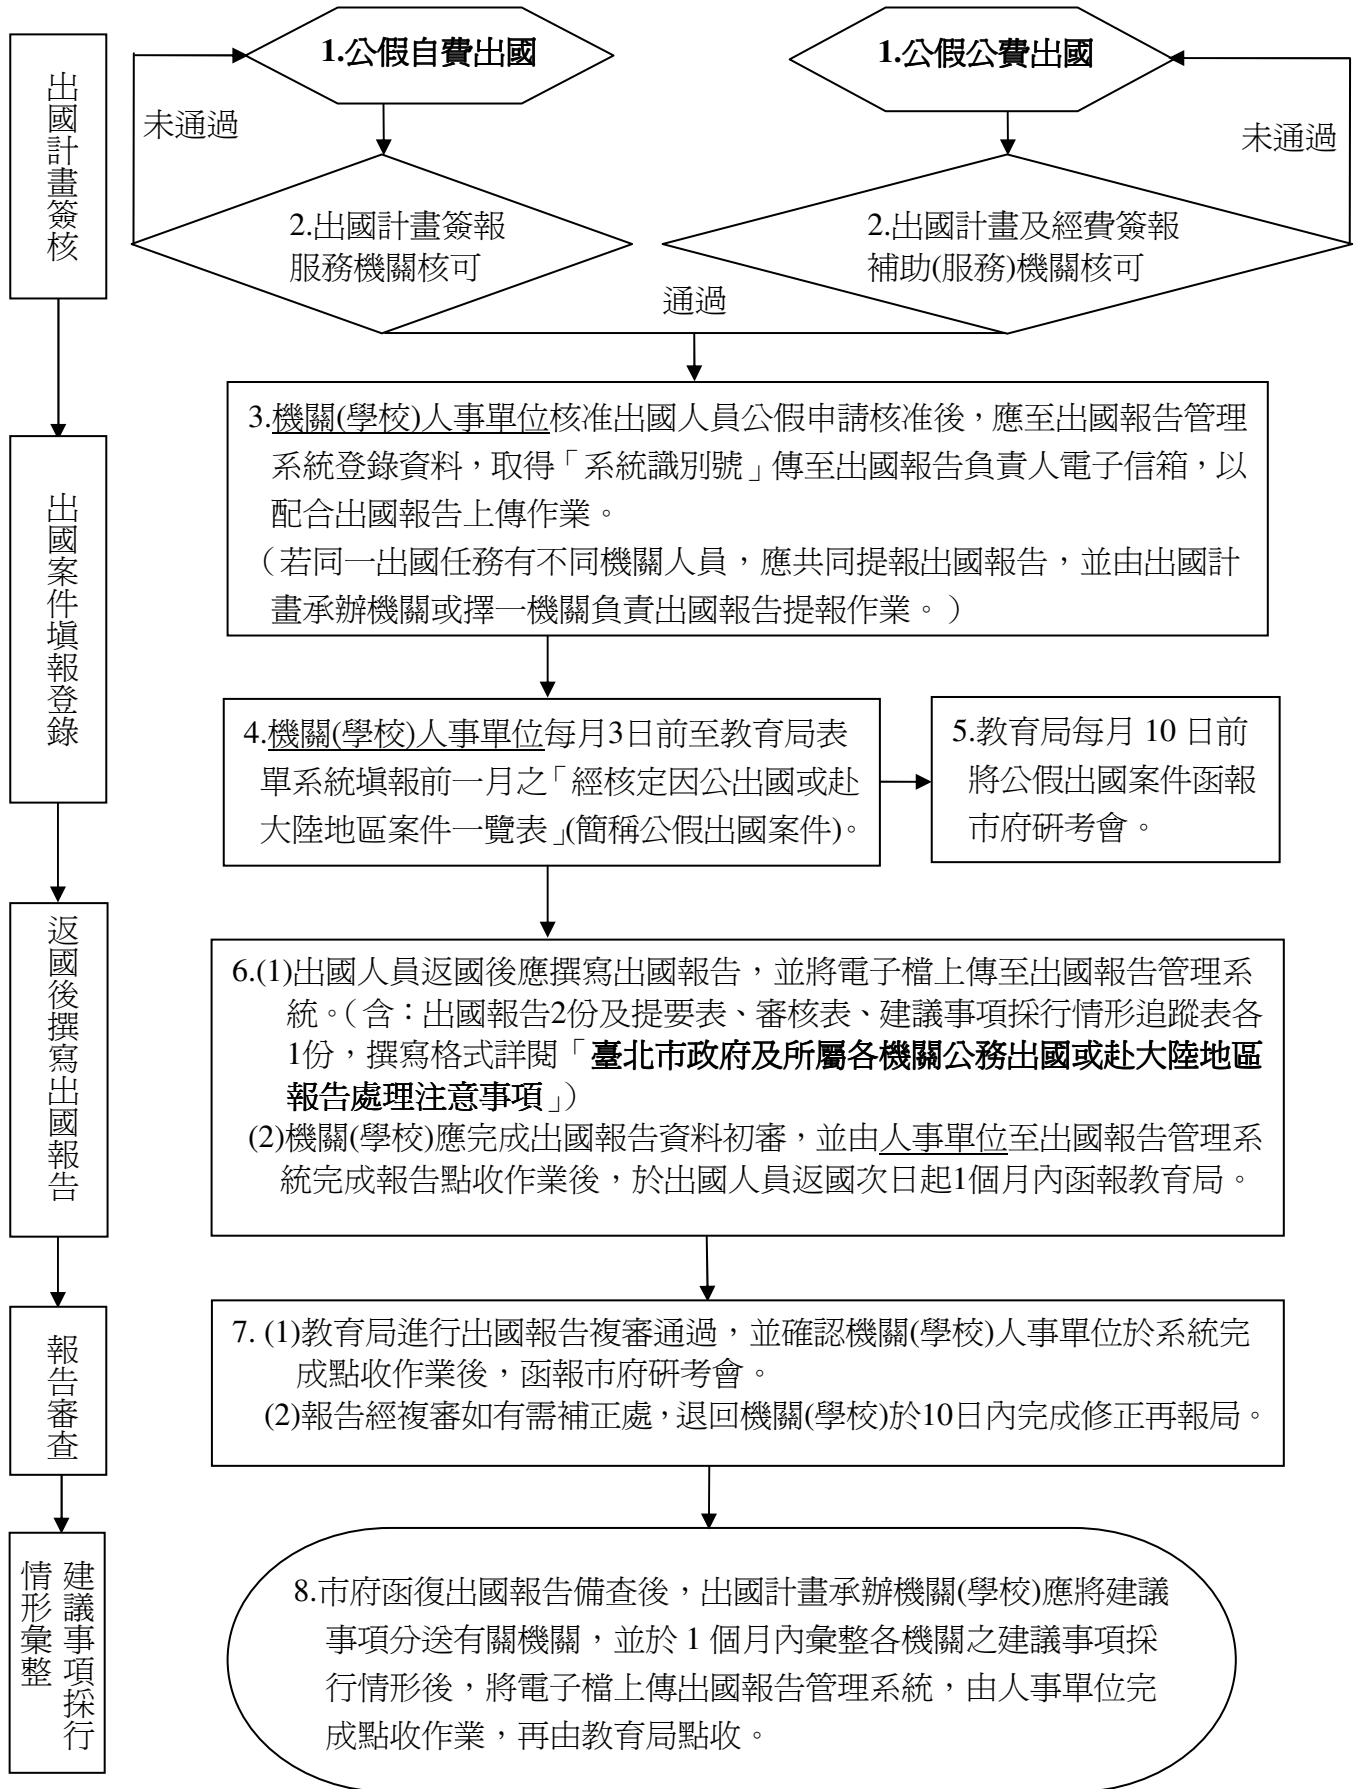 出國計畫簽核
1.公假自費出國
1.公假公費出國
未通過
未通過
2.出國計畫簽報
服務機關核可
2.出國計畫及經費簽報
補助(服務)機關核可
通過
出國案件填報登錄
3.機關(學校)人事單位核准出國人員公假申請核准後，應至出國報告管理
系統登錄資料，取得「系統識別號」傳至出國報告負責人電子信箱，以
配合出國報告上傳作業。
（若同一出國任務有不同機關人員，應共同提報出國報告，並由出國計
畫承辦機關或擇一機關負責出國報告提報作業。）
4.機關(學校)人事單位每月3日前至教育局表
單系統填報前一月之「經核定因公出國或赴
大陸地區案件一覽表」(簡稱公假出國案件)。
5.教育局每月 10 日前
將公假出國案件函報
市府研考會。
返國後撰寫出國報告
6.(1)出國人員返國後應撰寫出國報告，並將電子檔上傳至出國報告管理系
統。（含：出國報告2份及提要表、審核表、建議事項採行情形追蹤表各
1份，撰寫格式詳閱「臺北市政府及所屬各機關公務出國或赴大陸地區
報告處理注意事項」）
(2)機關(學校)應完成出國報告資料初審，並由人事單位至出國報告管理系
統完成報告點收作業後，於出國人員返國次日起1個月內函報教育局。
報告審查
7. (1)教育局進行出國報告複審通過，並確認機關(學校)人事單位於系統完
成點收作業後，函報市府研考會。
(2)報告經複審如有需補正處，退回機關(學校)於10日內完成修正再報局。
建議事項採行
情形彙整
8.市府函復出國報告備查後，出國計畫承辦機關(學校)應將建議
事項分送有關機關，並於 1 個月內彙整各機關之建議事項採
行情形後，將電子檔上傳出國報告管理系統，由人事單位完
成點收作業，再由教育局點收。